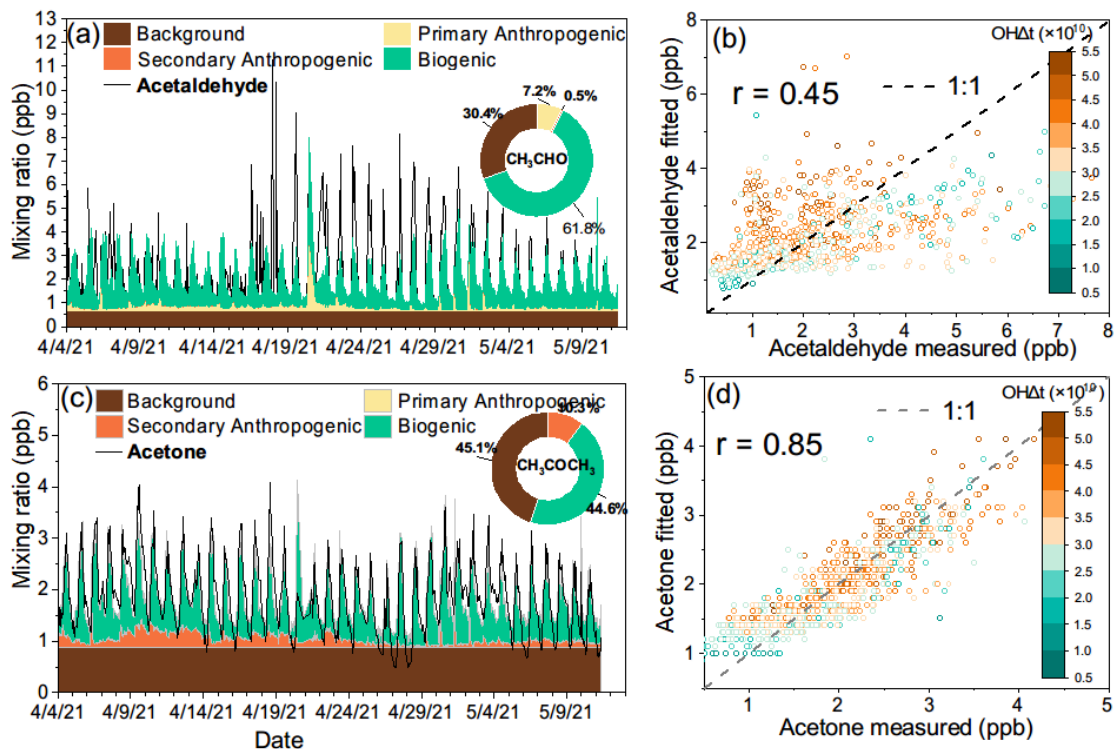 (a)
Background
Primary Anthropogenic
Secondary Anthropogenic
Biogenic
Acetaldehyde
7.2%
0.5%
30.4%
CH₃CHO
61.8%
Mixing ratio (ppb)
13
12
11
10
9
8
7
6
5
4
3
2
1
1
0
4/4/21 4/9/21 4/14/21 4/19/21 4/24/21 4/29/21 5/4/21 5/9/21
(b)
OHΔt (×10¹⁰)
r = 0.45
1:1
5.5
5.0
4.5
4.0
3.5
3.0
2.5
2.0
1.5
1.0
0.5
Acetaldehyde fitted (ppb)
8
6
4
2
1 2 3 4 5 6 7 8
Acetaldehyde measured (ppb)
(c)
Background
Primary Anthropogenic
Secondary Anthropogenic
Biogenic
Acetone
10.3%
45.1%
CH₃COCH₃
44.6%
Mixing ratio (ppb)
6
5
4
3
2
1
0
4/4/21 4/9/21 4/14/21 4/19/21 4/24/21 4/29/21 5/4/21 5/9/21
Date
(d)
OHΔt (×10¹⁰)
r = 0.85
1:1
5.5
5.0
4.5
4.0
3.5
3.0
2.5
2.0
1.5
1.0
0.5
Acetone fitted (ppb)
5
4
3
2
1
1 2 3 4 5
Acetone measured (ppb)